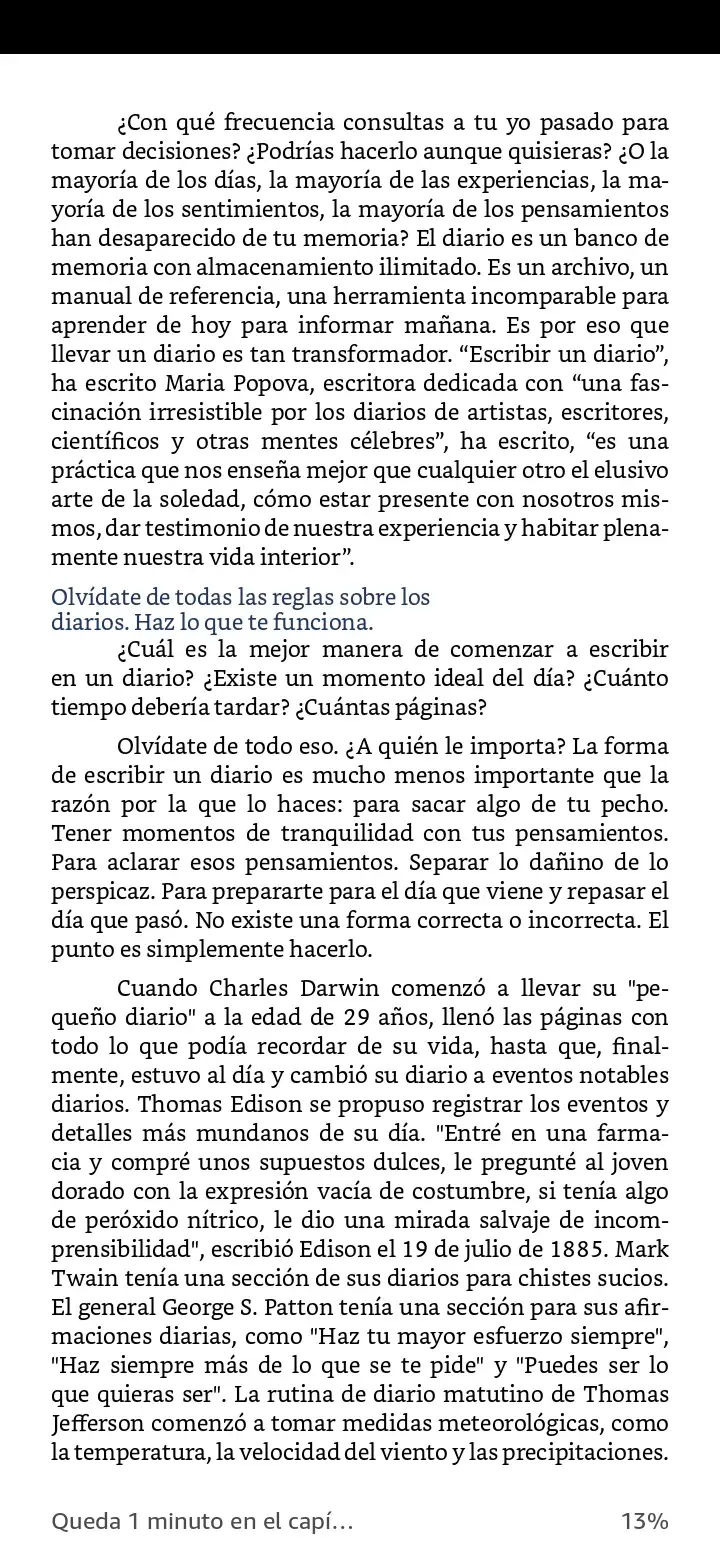 ¿Con qué frecuencia consultas a tu yo pasado para
tomar decisiones? ¿Podrías hacerlo aunque quisieras? ¿O la
mayoría de los días, la mayoría de las experiencias, la ma-
yoría de los sentimientos, la mayoría de los pensamientos
han desaparecido de tu memoria? El diario es un banco de
memoria con almacenamiento ilimitado. Es un archivo, un
manual de referencia, una herramienta incomparable para
aprender de hoy para informar mañana. Es por eso que
llevar un diario es tan transformador. “Escribir un diario”,
ha escrito Maria Popova, escritora dedicada con “una fas-
cinación irresistible por los diarios de artistas, escritores,
científicos y otras mentes célebres”, ha escrito, “es una
práctica que nos enseña mejor que cualquier otro el elusivo
arte de la soledad, cómo estar presente con nosotros mis-
mos, dar testimonio de nuestra experiencia y habitar plena-
mente nuestra vida interior”.
Olvídate de todas las reglas sobre los
diarios. Haz lo que te funciona.
¿Cuál es la mejor manera de comenzar a escribir
en un diario? ¿Existe un momento ideal del día? ¿Cuánto
tiempo debería tardar? ¿Cuántas páginas?
Olvídate de todo eso. ¿A quién le importa? La forma
de escribir un diario es mucho menos importante que la
razón por la que lo haces: para sacar algo de tu pecho.
Tener momentos de tranquilidad con tus pensamientos.
Para aclarar esos pensamientos. Separar lo dañino de lo
perspicaz. Para prepararte para el día que viene y repasar el
día que pasó. No existe una forma correcta o incorrecta. El
punto es simplemente hacerlo.
Cuando Charles Darwin comenzó a llevar su "pe-
queño diario" a la edad de 29 años, llenó las páginas con
todo lo que podía recordar de su vida, hasta que, final-
mente, estuvo al día y cambió su diario a eventos notables
diarios. Thomas Edison se propuso registrar los eventos y
detalles más mundanos de su día. "Entré en una farma-
cia y compré unos supuestos dulces, le pregunté al joven
dorado con la expresión vacía de costumbre, si tenía algo
de peróxido nítrico, le dio una mirada salvaje de incom-
prensibilidad", escribió Edison el 19 de julio de 1885. Mark
Twain tenía una sección de sus diarios para chistes sucios.
El general George S. Patton tenía una sección para sus afir-
maciones diarias, como "Haz tu mayor esfuerzo siempre",
"Haz siempre más de lo que se te pide" y "Puedes ser lo
que quieras ser". La rutina de diario matutino de Thomas
Jefferson comenzó a tomar medidas meteorológicas, como
la temperatura, la velocidad del viento y las precipitaciones.
Queda 1 minuto en el capí… 13%